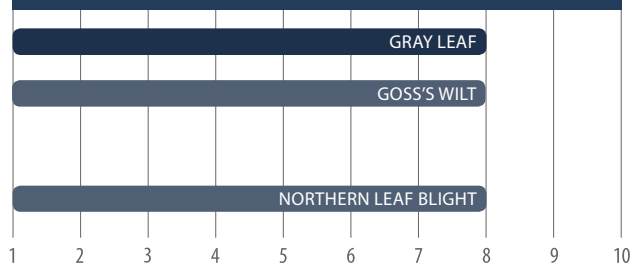 GRAY LEAF
GOSS'S WILT
NORTHERN LEAF BLIGHT
1 2 3 4 5 6 7 8 9 10